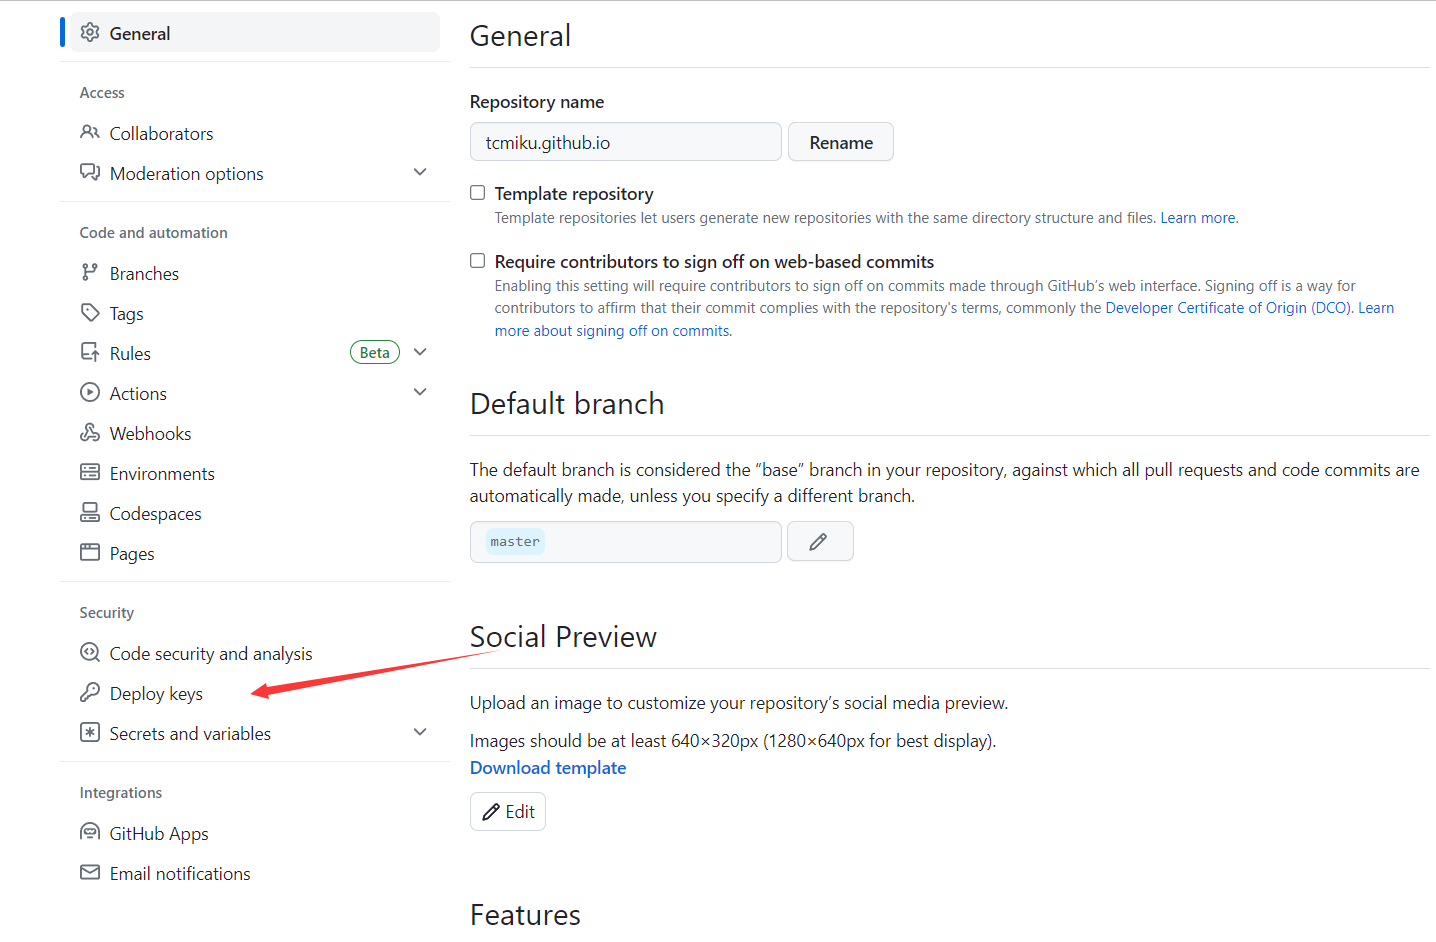 General
Access
Collaborators
Moderation options
Code and automation
Branches
Tags
Rules
Beta
Actions
Webhooks
Environments
Codespaces
Pages
Security
Code security and analysis
Deploy keys
Secrets and variables
Integrations
GitHub Apps
Email notifications
General
Repository name
tcmiku.github.io
Rename
Template repository
Template repositories let users generate new repositories with the same directory structure and files. Learn more.
Require contributors to sign off on web-based commits
Enabling this setting will require contributors to sign off on commits made through GitHub’s web interface. Signing off is a way for
contributors to affirm that their commit complies with the repository's terms, commonly the Developer Certificate of Origin (DCO). Learn
more about signing off on commits.
Default branch
The default branch is considered the “base” branch in your repository, against which all pull requests and code commits are
automatically made, unless you specify a different branch.
master
Social Preview
Upload an image to customize your repository’s social media preview.
Images should be at least 640×320px (1280×640px for best display).
Download template
Edit
Features